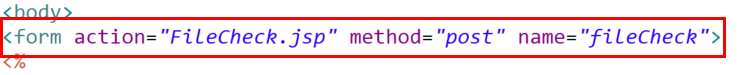 <body>
<form action="FileCheck.jsp" method="post" name="fileCheck">
<%